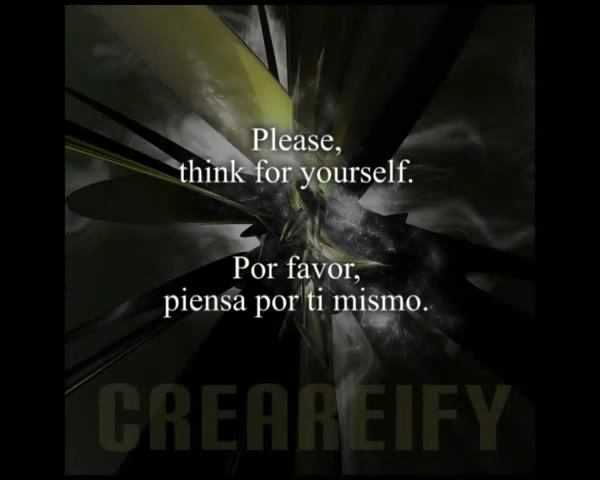 Please,
think for yourself.
Por favor,
piensa por ti mismo.
CREAREIFY